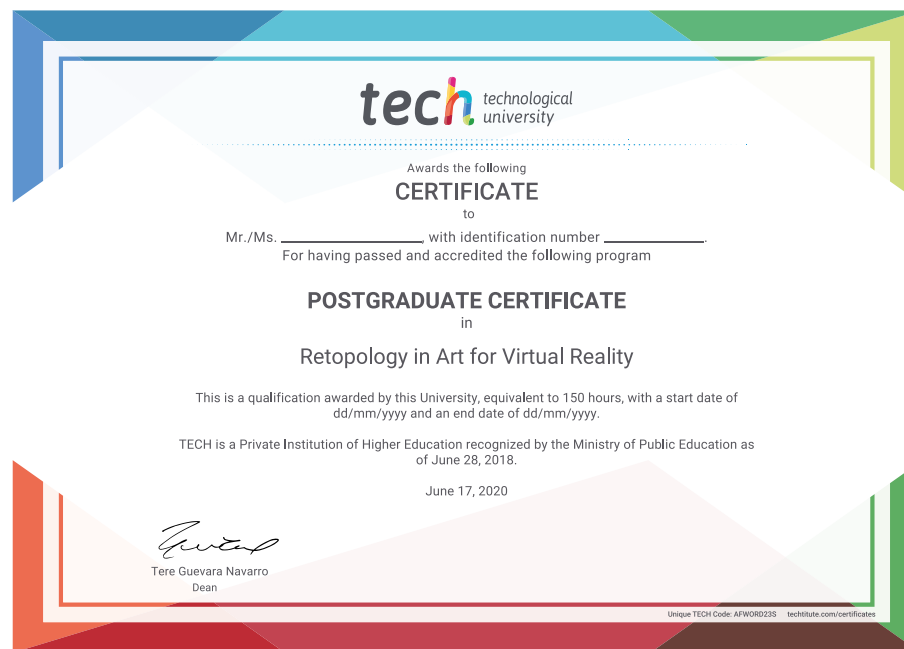 tech technological
university
Awards the following
CERTIFICATE
to
Mr./Ms. ____________, with identification number ____________.
For having passed and accredited the following program
POSTGRADUATE CERTIFICATE
in
Retopology in Art for Virtual Reality
This is a qualification awarded by this University, equivalent to 150 hours, with a start date of
dd/mm/yyyy and an end date of dd/mm/yyyy.
TECH is a Private Institution of Higher Education recognized by the Ministry of Public Education as
of June 28, 2018.
June 17, 2020
Tere Guevara Navarro
Dean
Unique TECH Code: AFWORD23S techtitute.com/certificates